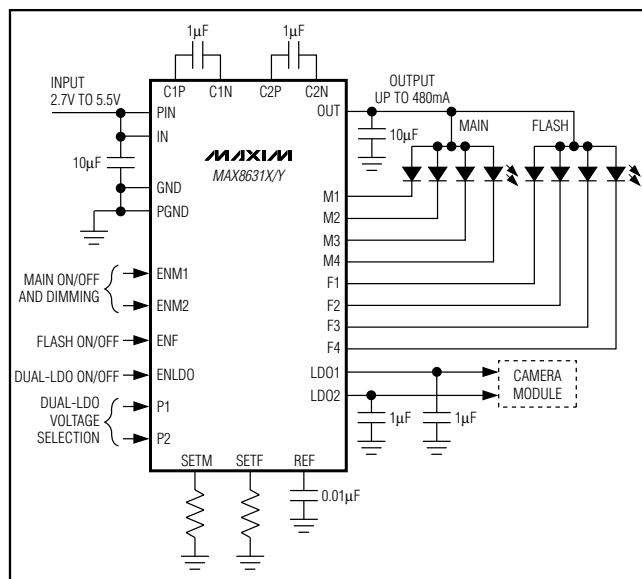 1µF
1µF
INPUT
2.7V TO 5.5V
C1P
C1N
C2P
C2N
OUTPUT
UP TO 480mA
PIN
OUT
IN
10µF
MAIN
FLASH
10µF
MAXIM
MAX8631X/Y
GND
PGND
M1
M2
M3
M4
MAIN ON/OFF
AND DIMMING
ENM1
ENM2
F1
F2
FLASH ON/OFF
ENF
F3
F4
DUAL-LDO ON/OFF
ENLDO
LDO1
LDO2
CAMERA
MODULE
DUAL-LDO
VOLTAGE
SELECTION
P1
P2
1µF
1µF
SETM
SETF
REF
0.01µF